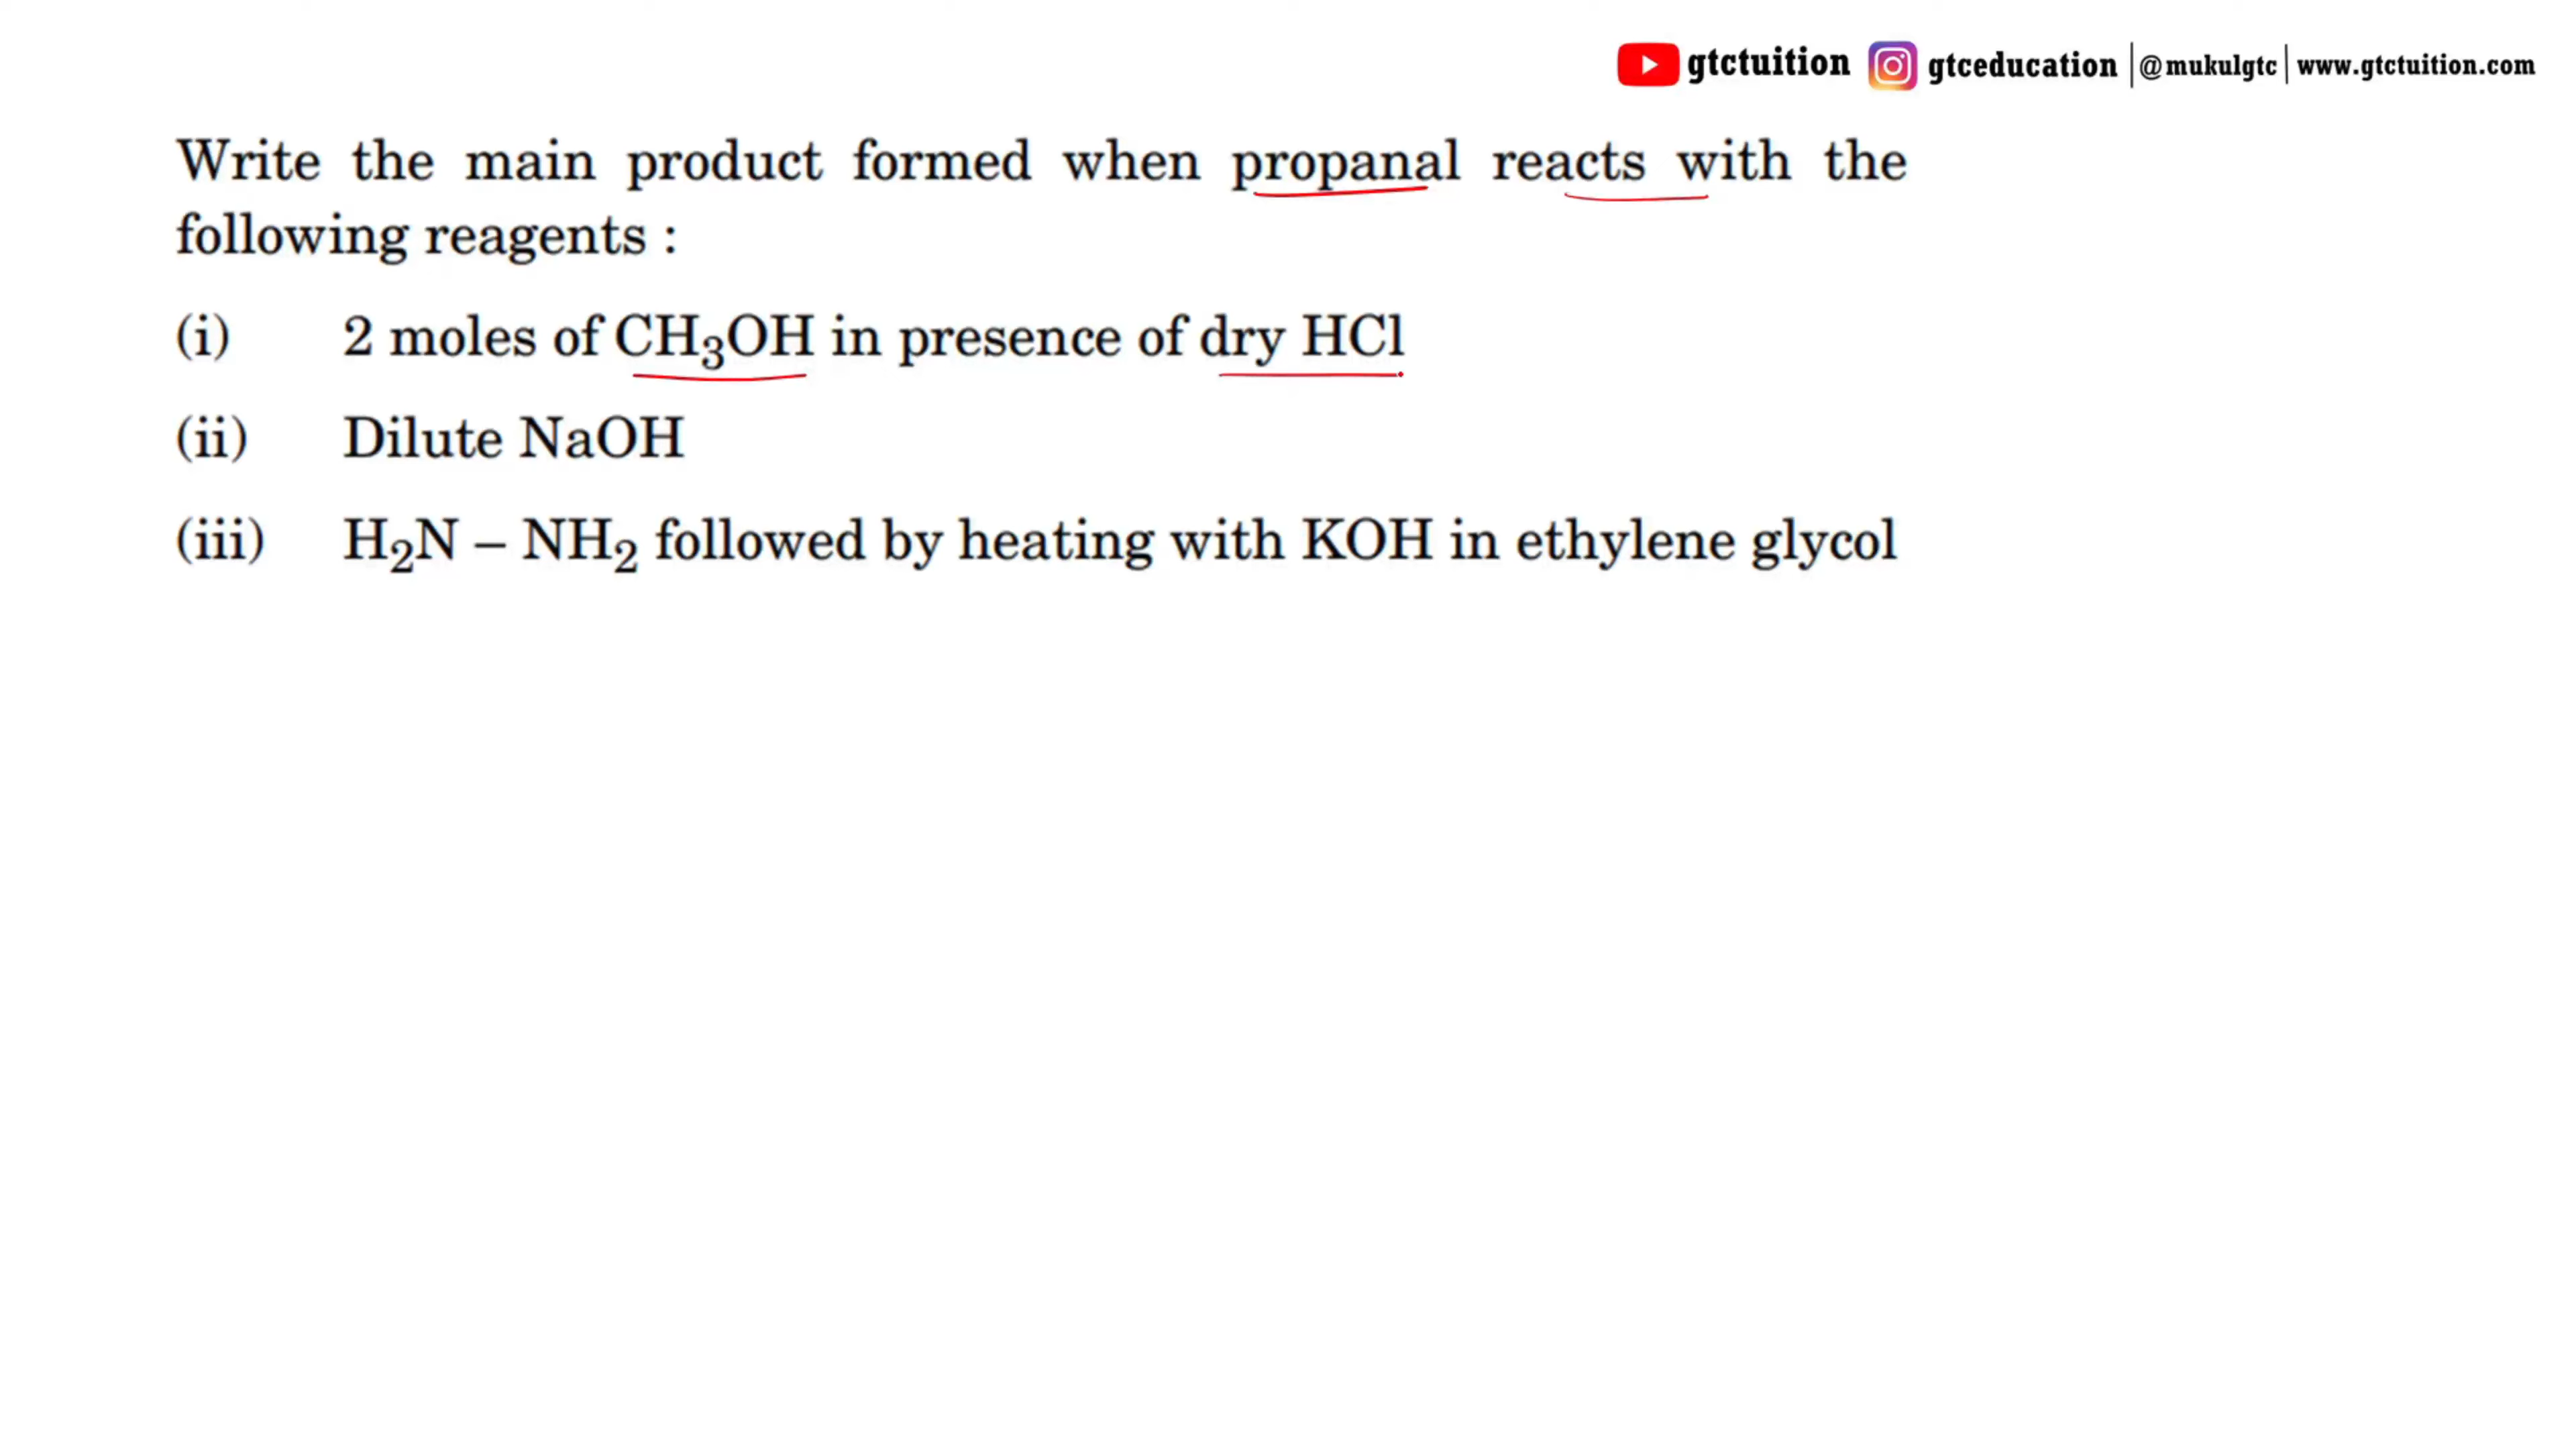 gtctuition gtceducation |@mukulgtc| www.gtctuition.com
Write the main product formed when propanal reacts with the
following reagents :
(i) 2 moles of CH₃OH in presence of dry HCl
(ii) Dilute NaOH
(iii) H₂N – NH₂ followed by heating with KOH in ethylene glycol